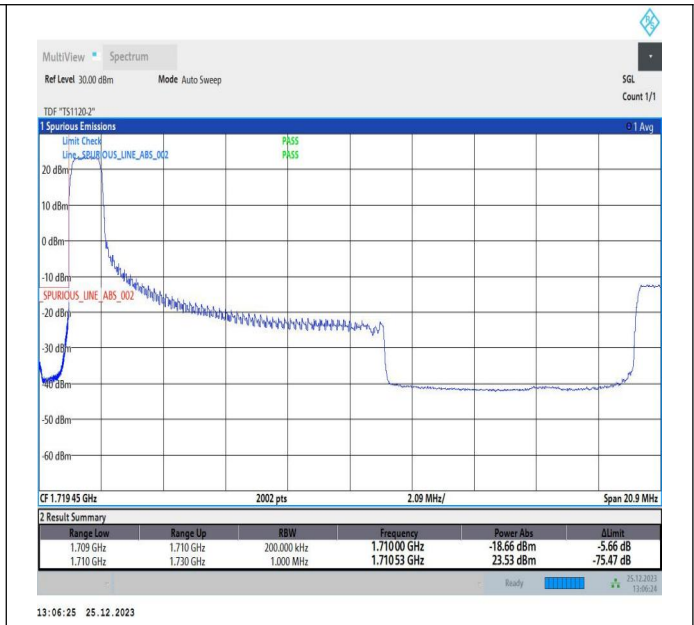 R S
MultiView Spectrum
Ref Level 30.00 dBm Mode Auto Sweep SGL
Count 1/1
TDF "TS1120-2"
1 Spurious Emissions 1 Avg
Limit Check PASS
Line _SPURIOUS_LINE_ABS_002 PASS
20 dBm
10 dBm
0 dBm
-10 dBm
_SPURIOUS_LINE_ABS_002
-20 dBm
-30 dBm
-40 dBm
-50 dBm
-60 dBm
CF 1.719 45 GHz 2002 pts 2.09 MHz/ Span 20.9 MHz
2 Result Summary
Range Low Range Up RBW Frequency Power Abs ΔLimit
1.709 GHz 1.710 GHz 200.000 kHz 1.71000 GHz -18.66 dBm -5.66 dB
1.710 GHz 1.730 GHz 1.000 MHz 1.71053 GHz 23.53 dBm -75.47 dB
Ready 25.12.2023
13:06:24
13:06:25 25.12.2023